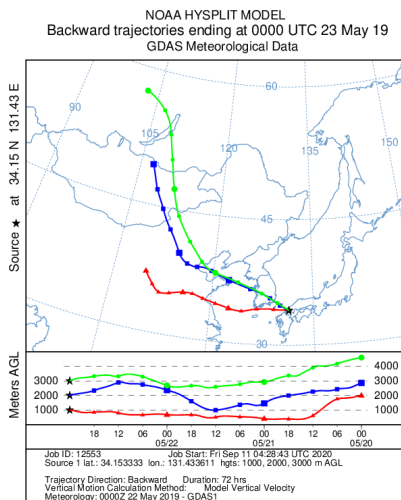 NOAA HYSPLIT MODEL
Backward trajectories ending at 0000 UTC 23 May 19
GDAS Meteorological Data
Source ★ at 34.15 N 131.43 E
60
90
105
120
135
150
45
30
Meters AGL
4000
3000 3000
2000 2000
1000 1000
18 12 06 00 18 12 06 00 18 12 06 00
05/22 05/21 05/20
Job ID: 12553 Job Start: Fri Sep 11 04:28:43 UTC 2020
Source 1 lat.: 34.153333 lon.: 131.433611 hgts: 1000, 2000, 3000 m AGL
Trajectory Direction: Backward Duration: 72 hrs
Vertical Motion Calculation Method: Model Vertical Velocity
Meteorology: 0000Z 22 May 2019 - GDAS1